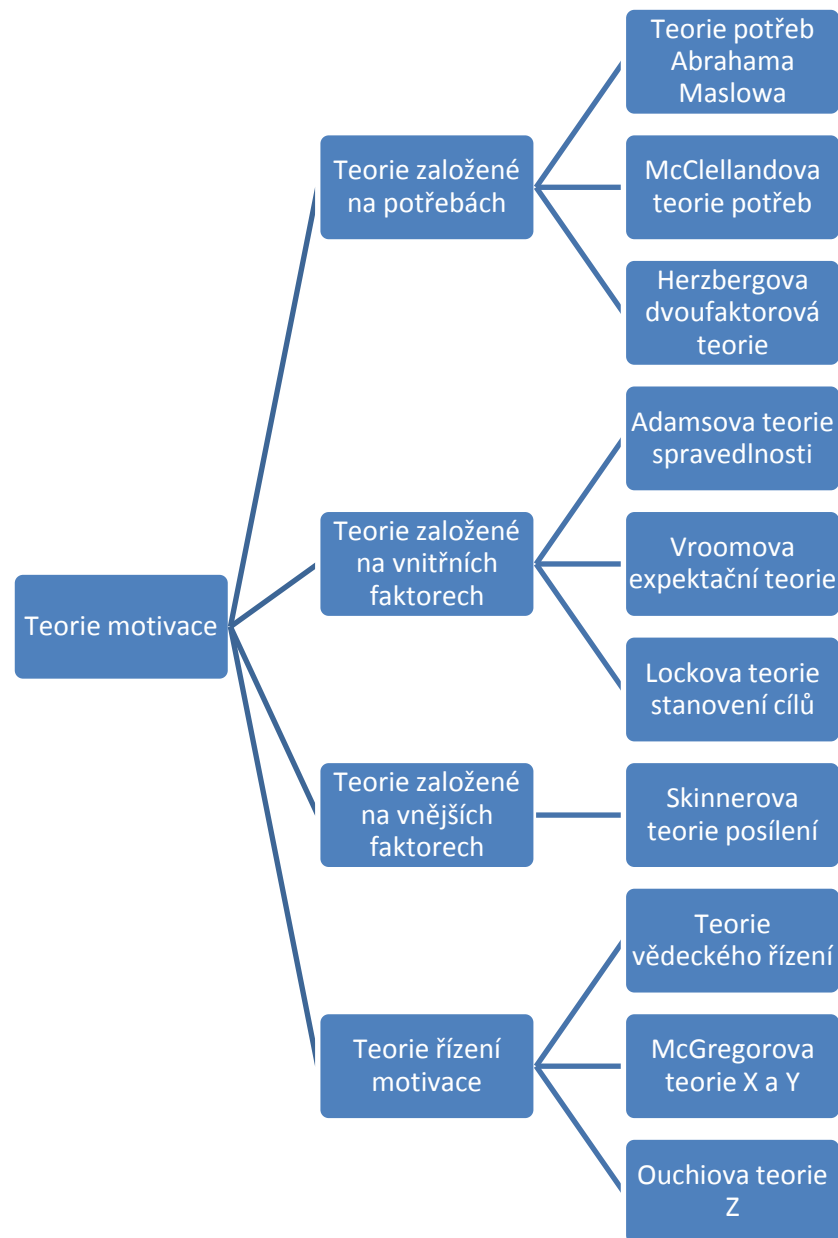 Teorie motivace
Teorie založené
na potřebách
Teorie potřeb
Abrahama
Maslowa
McClellandova
teorie potřeb
Herzbergova
dvoufaktorová
teorie
Teorie založené
na vnitřních
faktorech
Adamsova teorie
spravedlnosti
Vroomova
expektační teorie
Lockova teorie
stanovení cílů
Teorie založené
na vnějších
faktorech
Skinnerova
teorie posílení
Teorie řízení
motivace
Teorie
vědeckého řízení
McGregorova
teorie X a Y
Ouchiova teorie
Z